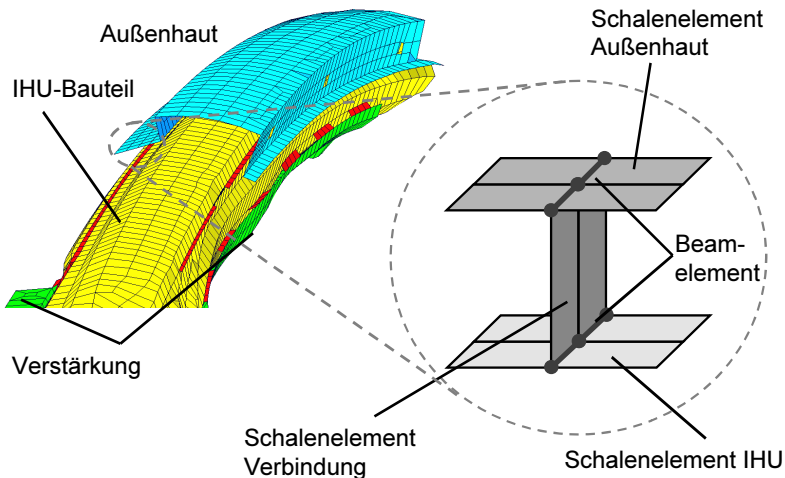 Außenhaut
IHU-Bauteil
Verstärkung
Schalenelement
Außenhaut
Beam-
element
Schalenelement
Verbindung
Schalenelement IHU